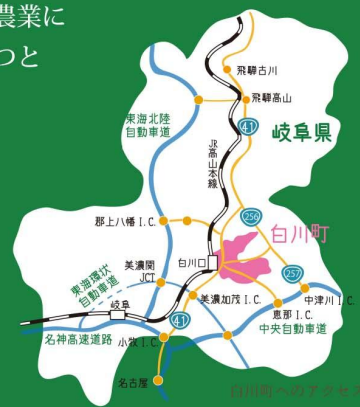 農業に
つと
飛騨古川
飛騨高山
41
東海北陸
自動車道
JR高山本線
岐阜県
256
白川町
郡上八幡 I.C.
美濃関
JCT
白川口
257
東海環状
自動車道
中津川 I.C.
美濃加茂 I.C.
恵那 I.C.
岐阜
41
中央自動車道
名神高速道路
小牧 I.C.
名古屋
白川町へのアクセス